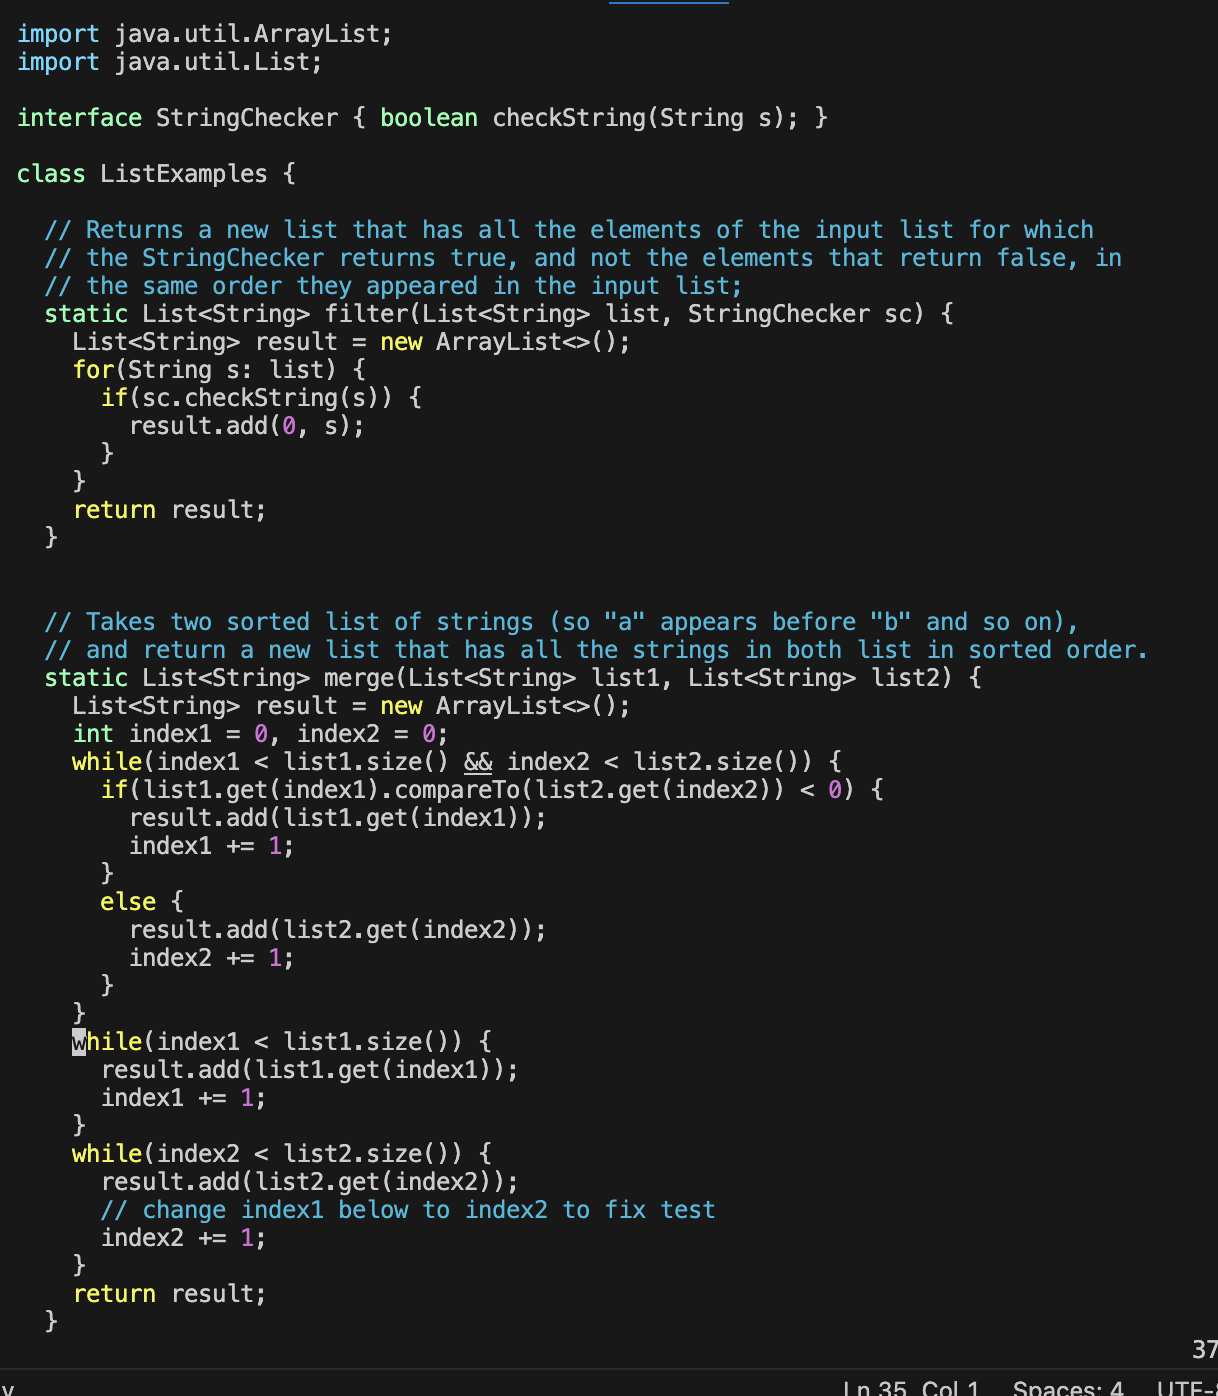 import java.util.ArrayList;
import java.util.List;

interface StringChecker { boolean checkString(String s); }

class ListExamples {

  // Returns a new list that has all the elements of the input list for which
  // the StringChecker returns true, and not the elements that return false, in
  // the same order they appeared in the input list;
  static List<String> filter(List<String> list, StringChecker sc) {
    List<String> result = new ArrayList<>();
    for(String s: list) {
      if(sc.checkString(s)) {
        result.add(0, s);
      }
    }
    return result;
  }


  // Takes two sorted list of strings (so "a" appears before "b" and so on),
  // and return a new list that has all the strings in both list in sorted order.
  static List<String> merge(List<String> list1, List<String> list2) {
    List<String> result = new ArrayList<>();
    int index1 = 0, index2 = 0;
    while(index1 < list1.size() && index2 < list2.size()) {
      if(list1.get(index1).compareTo(list2.get(index2)) < 0) {
        result.add(list1.get(index1));
        index1 += 1;
      }
      else {
        result.add(list2.get(index2));
        index2 += 1;
      }
    }
    while(index1 < list1.size()) {
      result.add(list1.get(index1));
      index1 += 1;
    }
    while(index2 < list2.size()) {
      result.add(list2.get(index2));
      // change index1 below to index2 to fix test
      index2 += 1;
    }
    return result;
  }
37
Ln 35, Col 1 Spaces: 4 UTF-